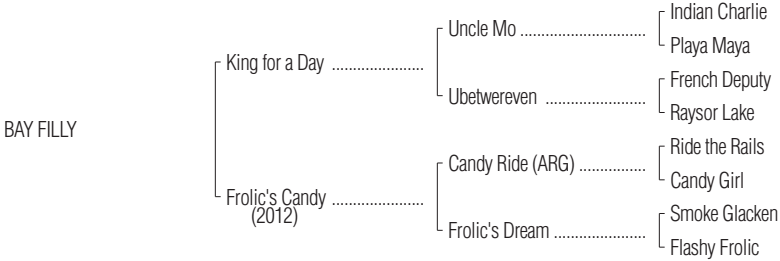 Indian Charlie
Uncle Mo ..............................
Playa Maya
King for a Day ......................
French Deputy
Ubetwereven ........................
Raysor Lake
BAY FILLY
Ride the Rails
Candy Ride (ARG) ................
Candy Girl
Frolic's Candy ......................
(2012)
Smoke Glacken
Frolic's Dream ......................
Flashy Frolic